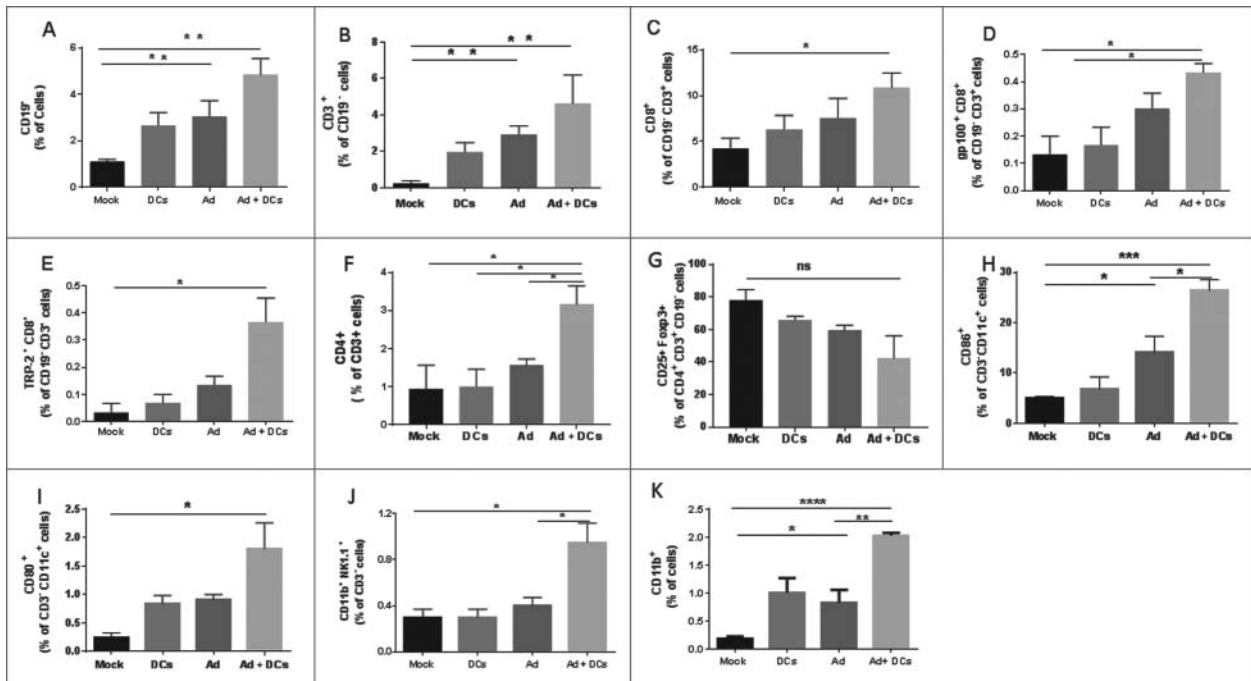 A
* *
* *
CD19⁺
(% of Cells)
6
4
2
0
Mock DCs Ad Ad + DCs
B
* *
* *
CD3 ⁺
(% of CD19 ⁻ cells)
8
6
4
2
0
Mock DCs Ad Ad + DCs
C
*
CD8⁺
(% of CD19⁻ CD3⁺ cells)
15
10
5
0
Mock DCs Ad Ad+ DCs
D
*
*
gp100⁺ CD8⁺
(% of CD19⁻ CD3⁺ cells)
0.5
0.4
0.3
0.2
0.1
0.0
Mock DCs Ad Ad + DCs
E
*
TRP-2⁺ CD8⁺
(% of CD19⁻CD3⁺ cells)
0.5
0.4
0.3
0.2
0.1
0.0
Mock DCs Ad Ad + DCs
F
*
*
*
CD4+
( % of CD3+ cells)
4
3
2
1
0
Mock DCs Ad Ad + DCs
G
ns
CD25+ Foxp3+
(% of CD4⁺ CD3⁺ CD19⁻ cells)
100
80
60
40
20
0
Mock DCs Ad Ad + DCs
H
***
*
*
CD86⁺
(% of CD3⁻CD11c⁺ cells)
30
20
10
0
Mock DCs Ad Ad + DCs
I
*
CD80 ⁺
(% of CD3⁻ CD11c⁺ cells)
2.5
2.0
1.5
1.0
0.5
0.0
Mock DCs Ad Ad + DCs
J
*
*
CD11b⁺ NK1.1⁺
(% of CD3⁻ cells)
1.2
0.8
0.4
0.0
Mock DCs Ad Ad + DCs
K
****
**
*
CD11b⁺
(% of cells)
2.5
2.0
1.5
1.0
0.5
0.0
Mock DCs Ad Ad+ DCs